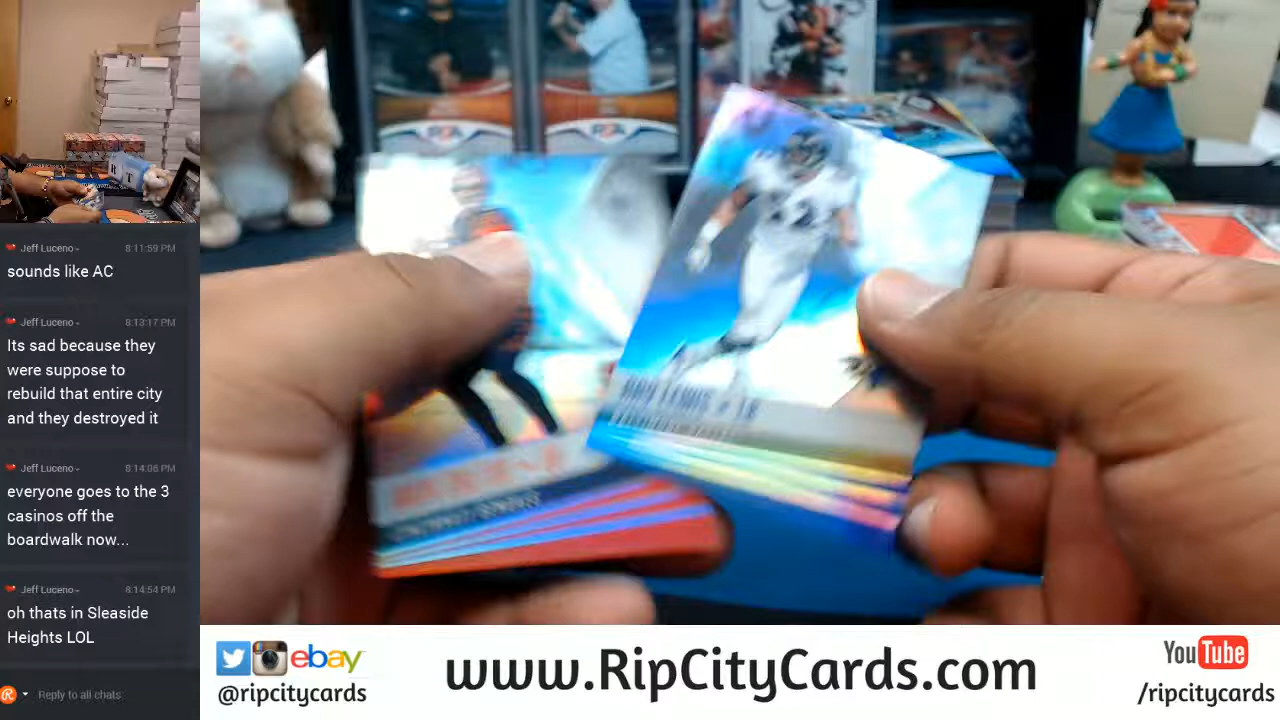 Jeff Luceno 8:11:59 PM
sounds like AC
Jeff Luceno 8:13:17 PM
Its sad because they
were suppose to
rebuild that entire city
and they destroyed it
Jeff Luceno 8:14:06 PM
everyone goes to the 3
casinos off the
boardwalk now...
Jeff Luceno 8:14:54 PM
oh thats in Sleaside
Heights LOL
Reply to all chats
RAY LEWIS
ebay
@ripcitycards
www.RipCityCards.com
YouTube
/ripcitycards